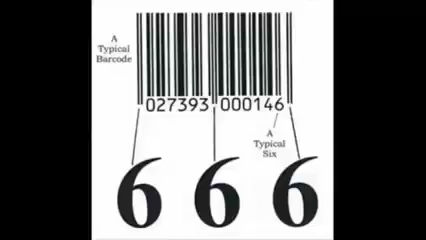 A
Typical
Barcode
027393 000146
A
Typical
Six
6 6 6